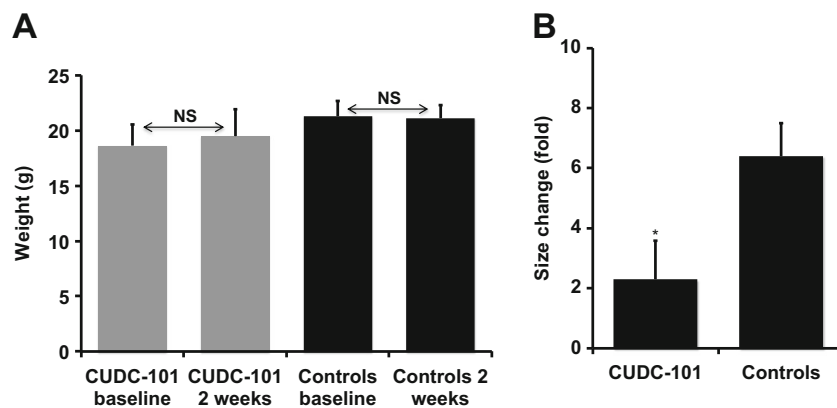 A
Weight (g)
25
20
15
10
5
0
NS
NS
CUDC-101
baseline
CUDC-101
2 weeks
Controls
baseline
Controls 2
weeks
B
Size change (fold)
10
8
6
4
2
0
*
CUDC-101
Controls